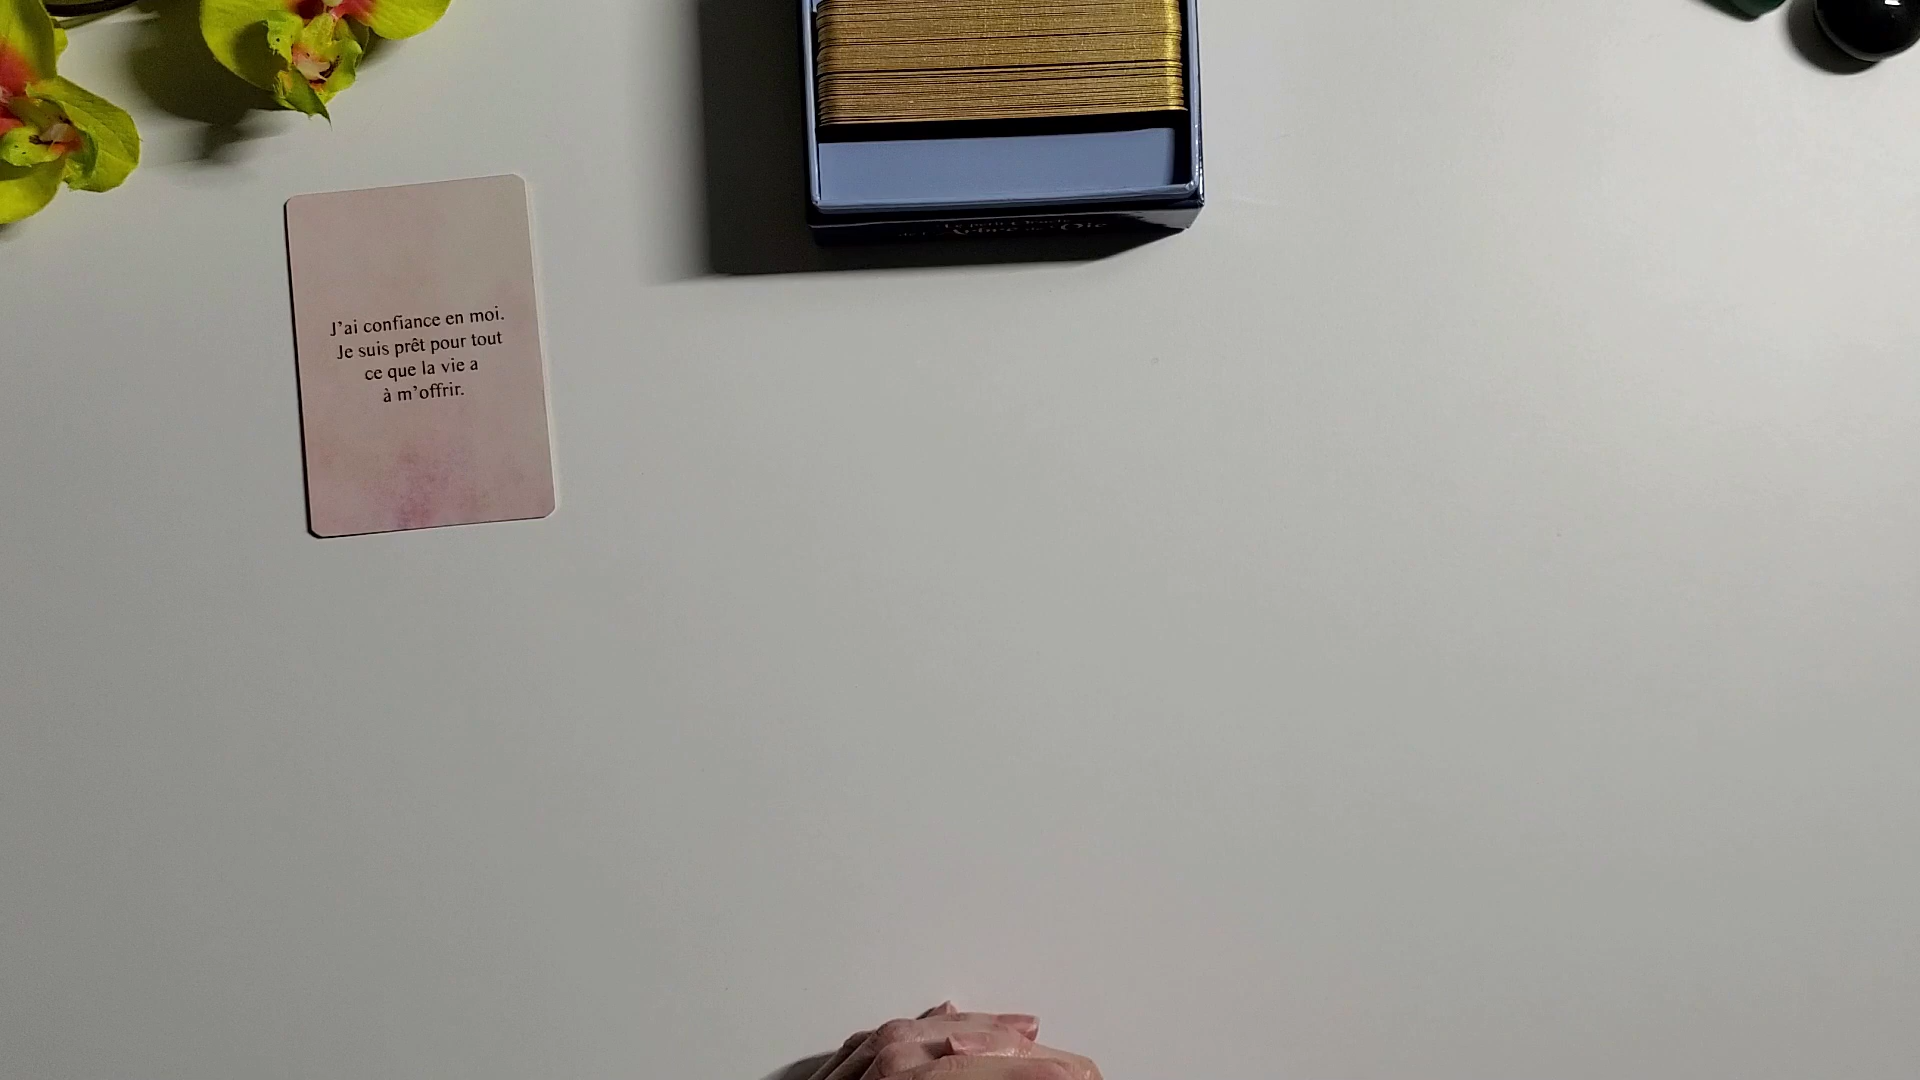 J'ai confiance en moi.
Je suis prêt pour tout
ce que la vie a
à m'offrir.